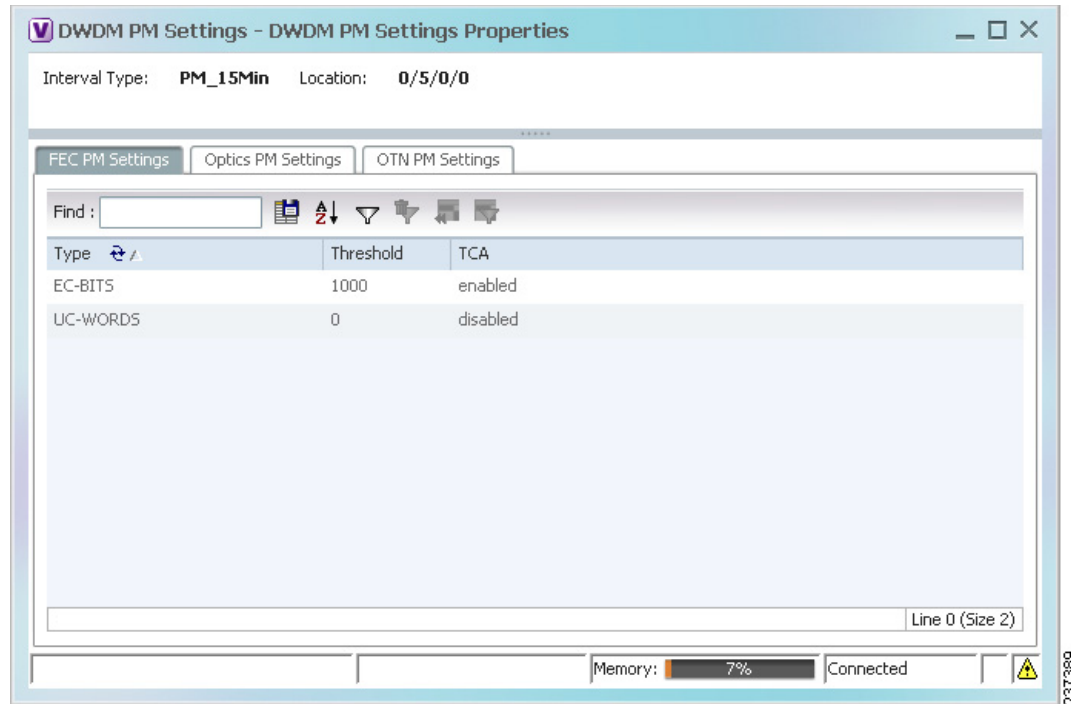 V DWDM PM Settings - DWDM PM Settings Properties
Interval Type: PM_15Min Location: 0/5/0/0
FEC PM Settings Optics PM Settings OTN PM Settings
Find :
Type Threshold TCA
EC-BITS 1000 enabled
UC-WORDS 0 disabled
Line 0 (Size 2)
Memory: 7% Connected
237389